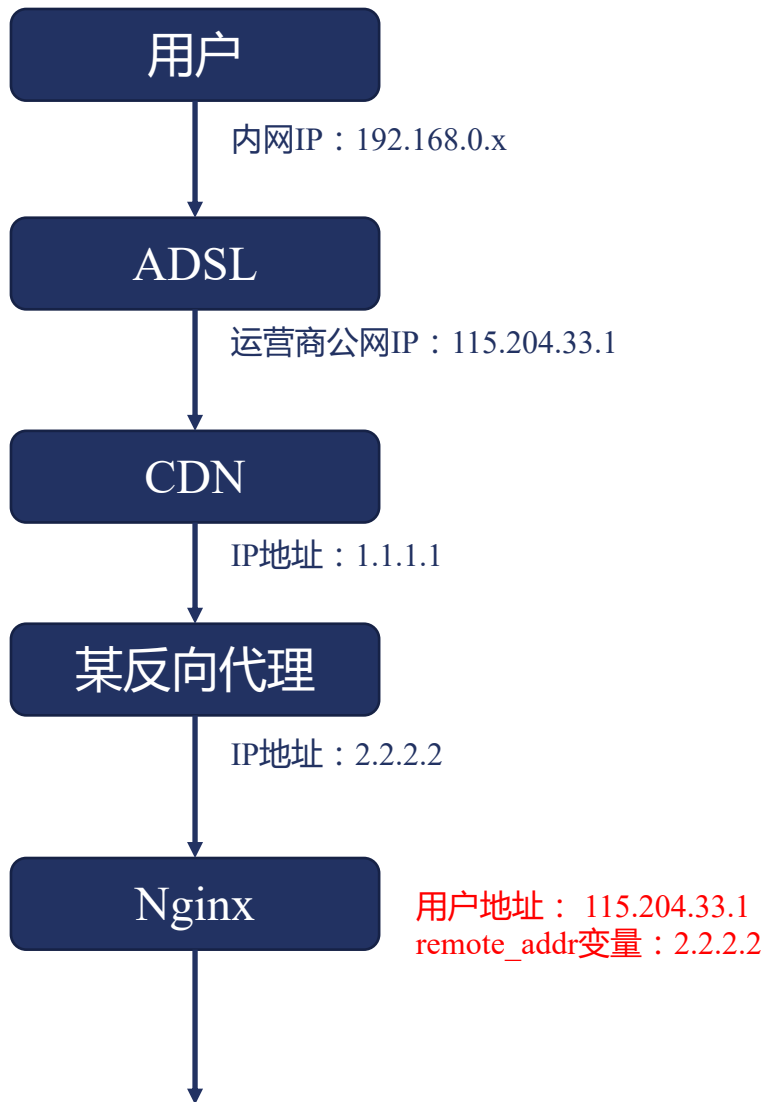 用户
内网IP：192.168.0.x
ADSL
运营商公网IP：115.204.33.1
CDN
IP地址：1.1.1.1
某反向代理
IP地址：2.2.2.2
Nginx
用户地址： 115.204.33.1
remote_addr变量：2.2.2.2